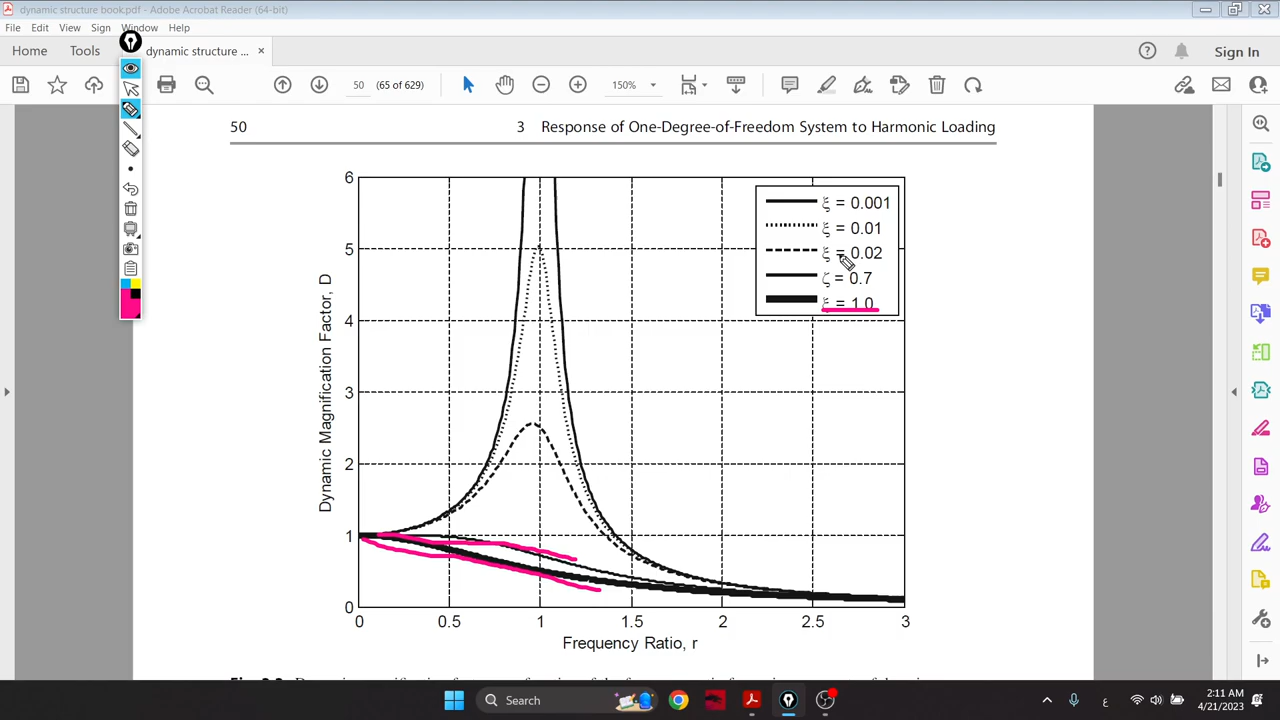 dynamic structure book.pdf - Adobe Acrobat Reader (64-bit)
File Edit View Sign Window Help
Home Tools dynamic structure ... × Sign In
50 (65 of 629) 150%
50 3 Response of One-Degree-of-Freedom System to Harmonic Loading
6
5
4
3
2
1
0
Dynamic Magnification Factor, D
ξ = 0.001
ξ = 0.01
ξ = 0.02
ζ = 0.7
ξ = 1.0
0 0.5 1 1.5 2 2.5 3
Frequency Ratio, r
Search
ع
2:11 AM
4/21/2023